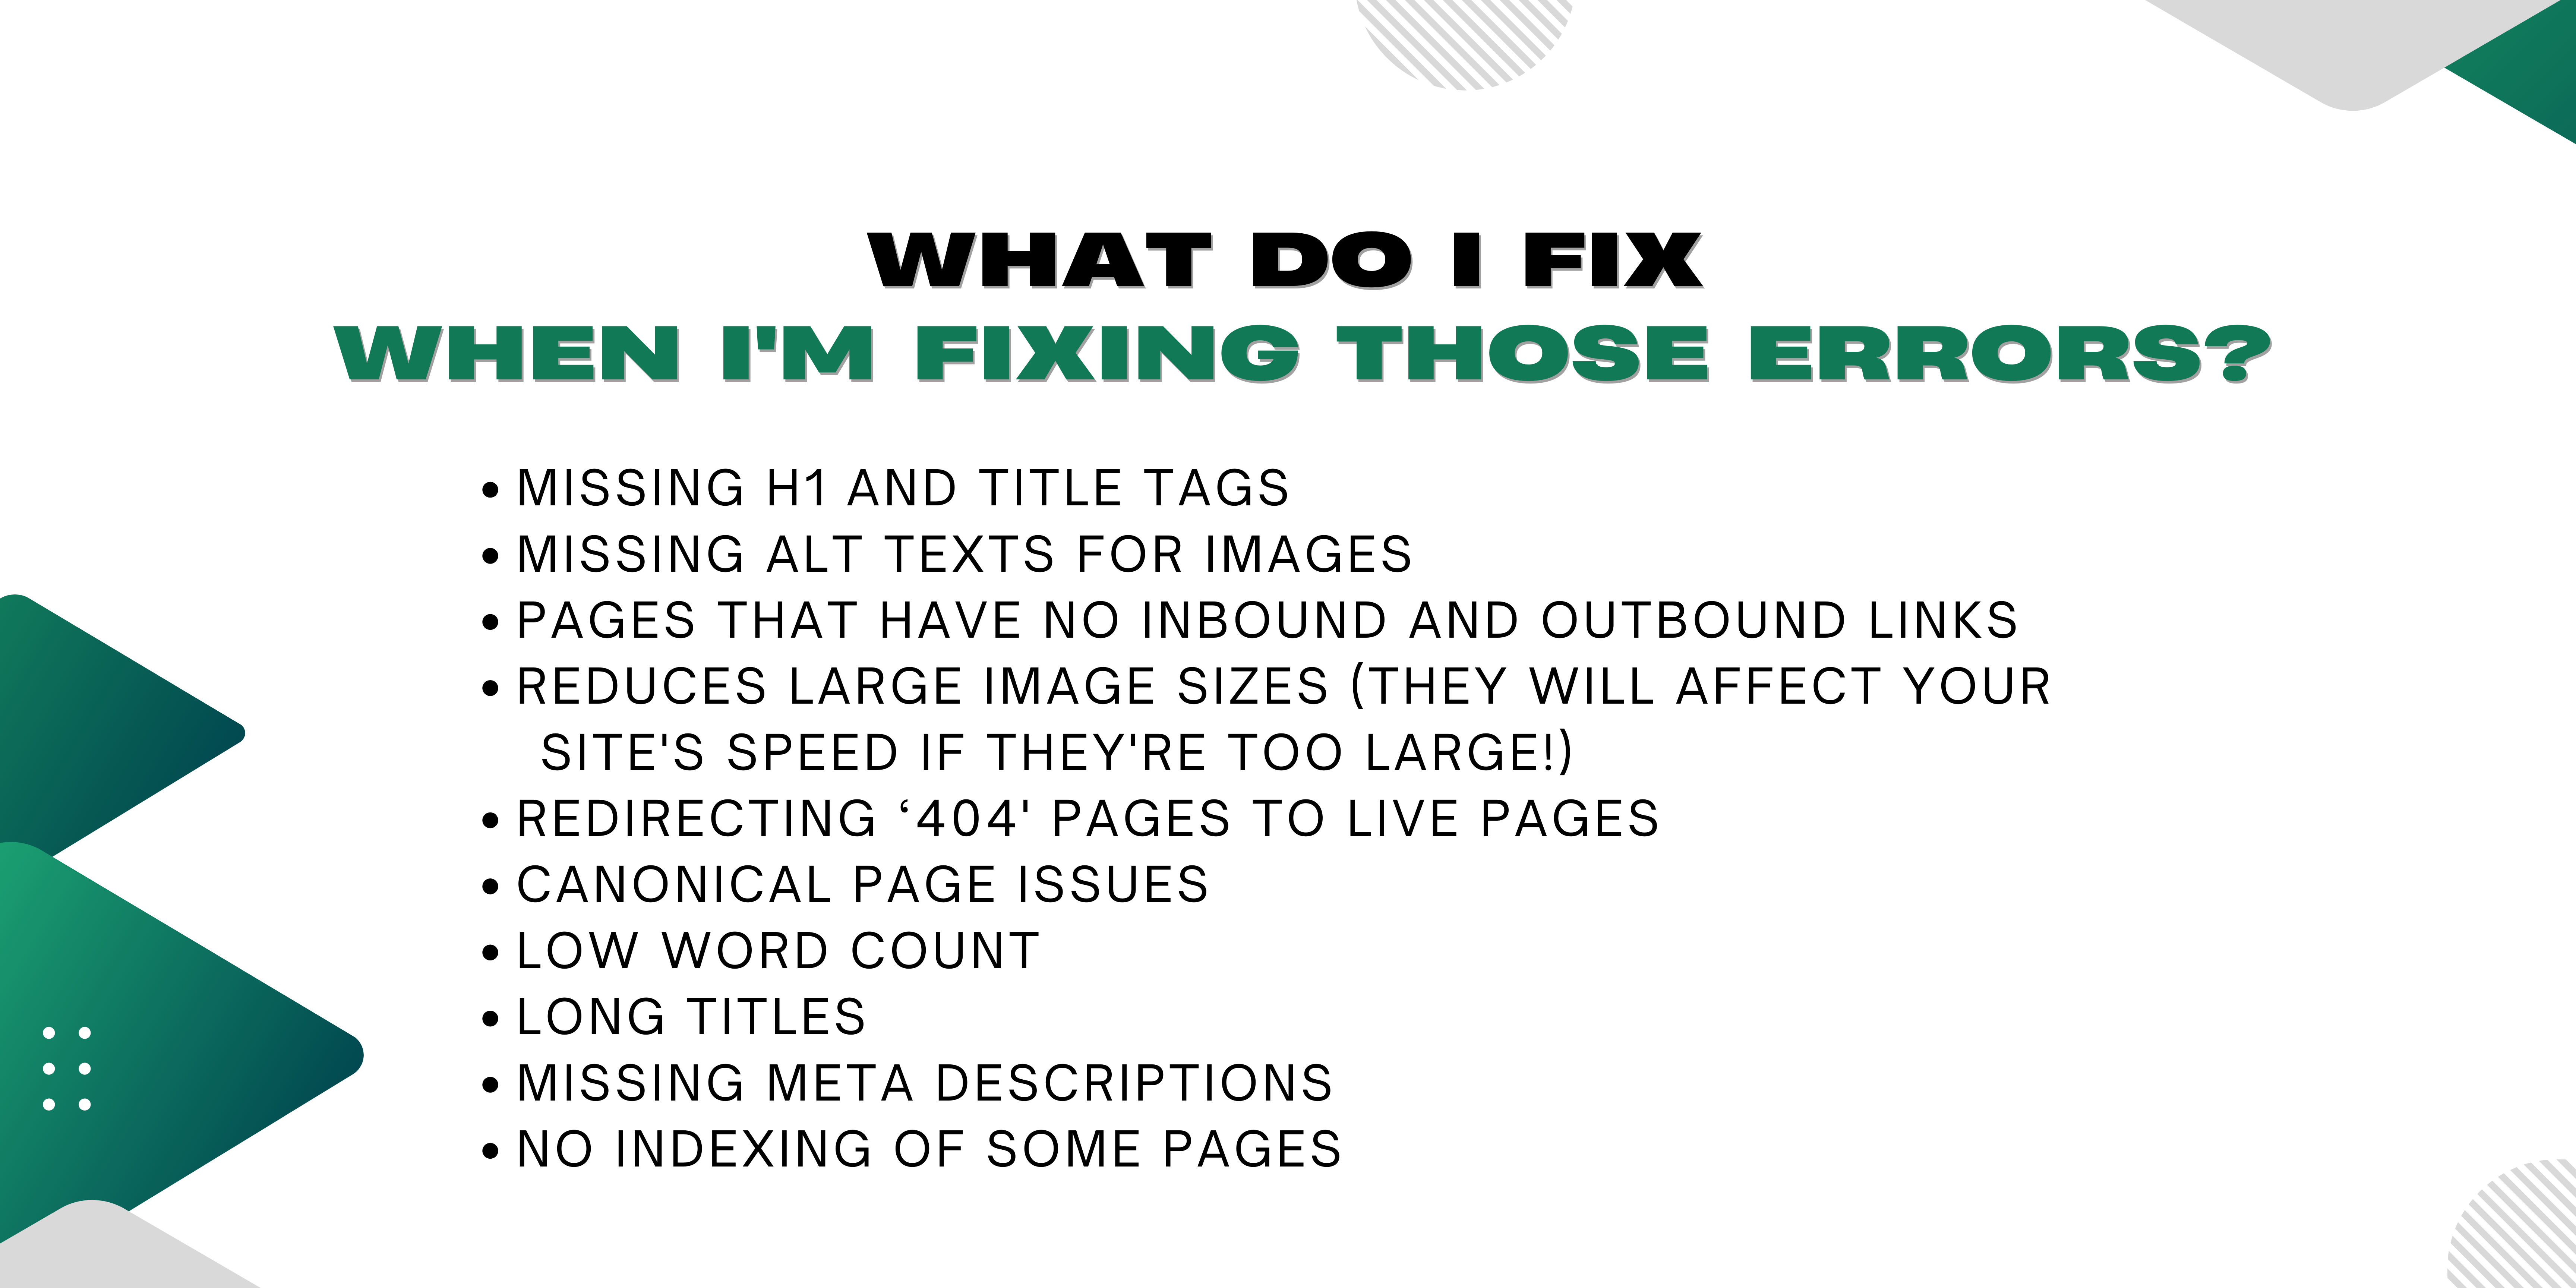 WHAT DO I FIX
WHEN I'M FIXING THOSE ERRORS?
• MISSING H1 AND TITLE TAGS
• MISSING ALT TEXTS FOR IMAGES
• PAGES THAT HAVE NO INBOUND AND OUTBOUND LINKS
• REDUCES LARGE IMAGE SIZES (THEY WILL AFFECT YOUR
SITE'S SPEED IF THEY'RE TOO LARGE!)
• REDIRECTING ‘404' PAGES TO LIVE PAGES
• CANONICAL PAGE ISSUES
• LOW WORD COUNT
• LONG TITLES
• MISSING META DESCRIPTIONS
• NO INDEXING OF SOME PAGES